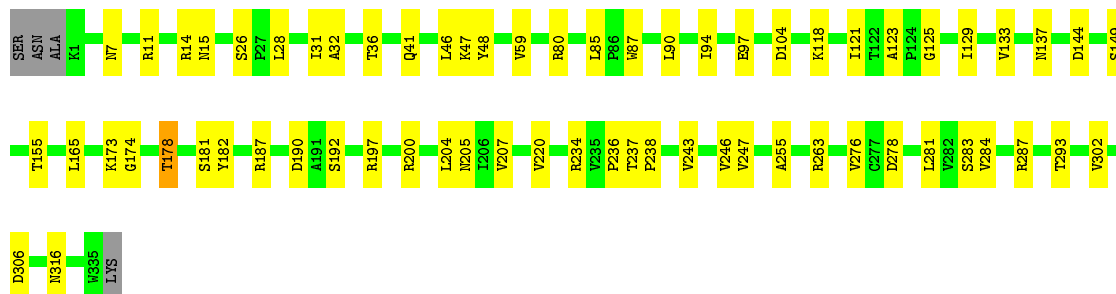 SER ASN ALA K1 N7 R11 R14 N15 S26 P27 L28 I31 A32 T36 Q41 L46 K47 Y48 V59 R80 L85 P86 W87 L90 I94 E97 D104 K118 I121 T122 A123 P124 G125 I129 V133 N137 D144 S149
T155 L165 K173 G174 T178 S181 Y182 R187 D190 A191 S192 R197 R200 L204 N205 I206 V207 V220 R234 V235 P236 T237 P238 V243 V246 V247 A255 R263 V276 C277 D278 L281 V282 S283 V284 R287 T293 V302
D306 N316 W335 LYS